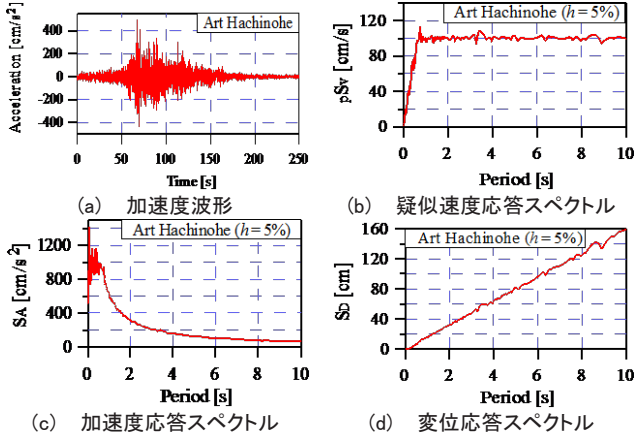 Art Hachinohe
Acceleration [cm/s²]
400
200
0
-200
-400
0 50 100 150 200 250
Time [s]
(a) 加速度波形
Art Hachinohe (h=5%)
pSv [cm/s]
120
80
40
0
0 2 4 6 8 10
Period [s]
(b) 疑似速度応答スペクトル
Art Hachinohe (h=5%)
SA [cm/s²]
1200
800
400
0
0 2 4 6 8 10
Period [s]
(c) 加速度応答スペクトル
Art Hachinohe (h=5%)
SD [cm]
160
120
80
40
0
0 2 4 6 8 10
Period [s]
(d) 変位応答スペクトル